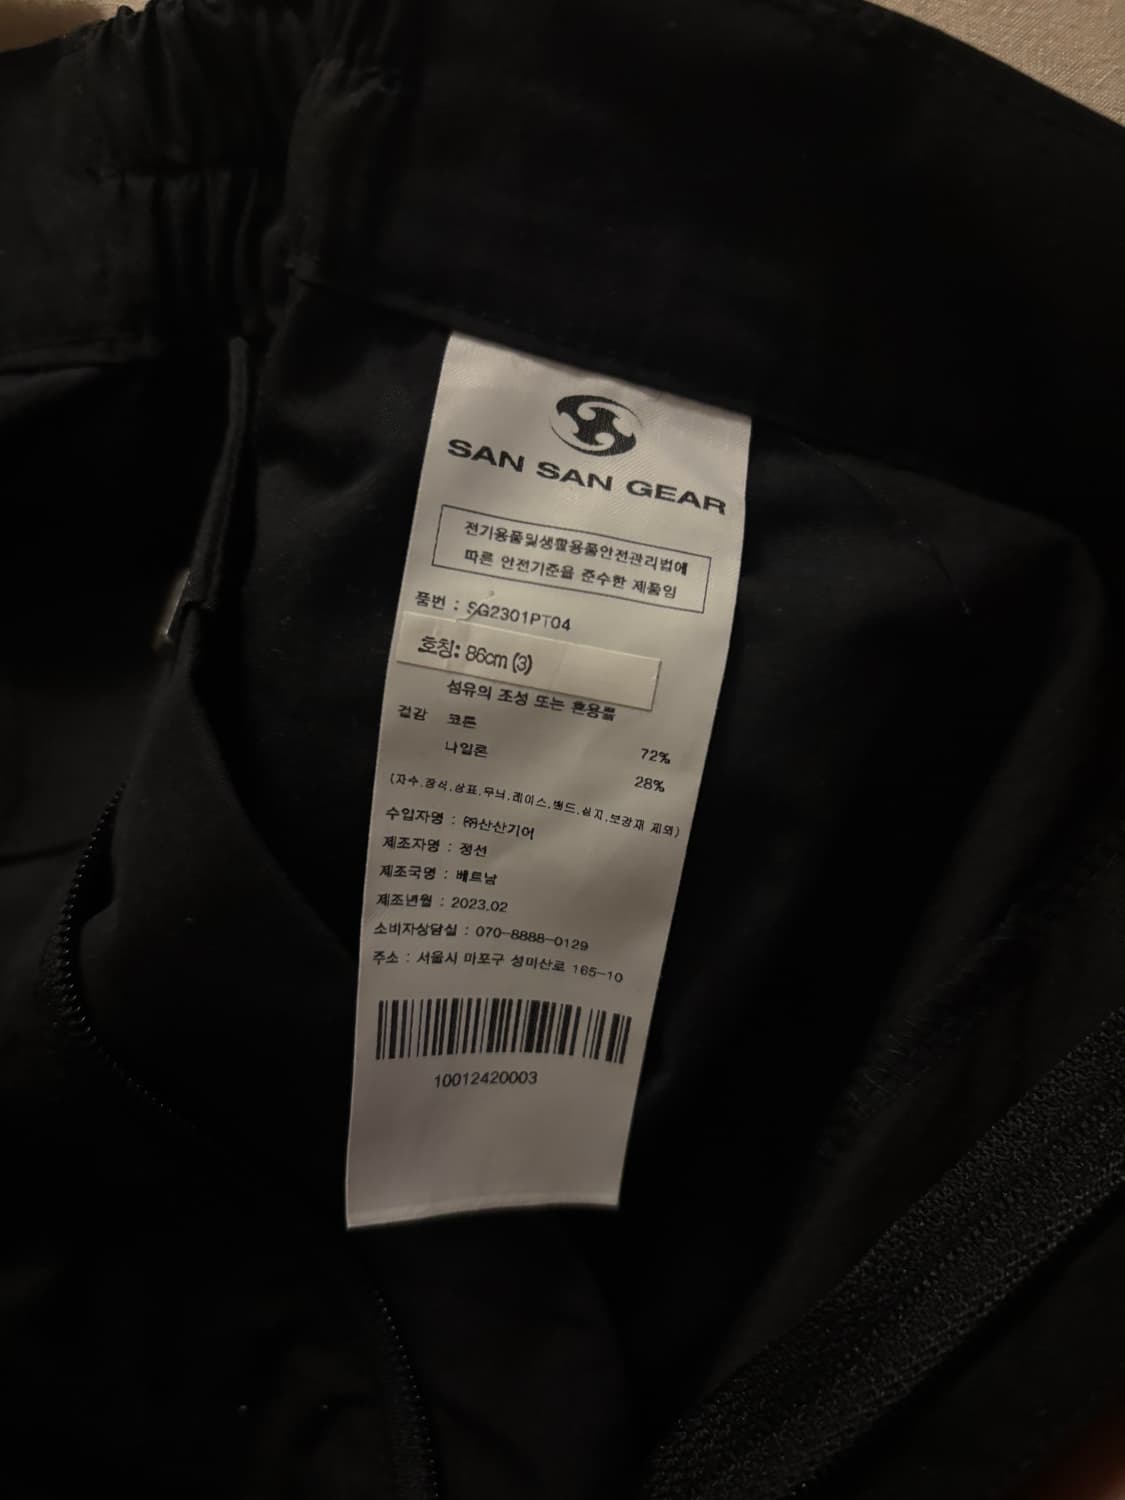 SAN SAN GEAR
전기용품및생활용품안전관리법에
따른 안전기준을 준수한 제품임
품번 : SG2301PT04
호칭: 86cm (3)
섬유의 조성 또는 혼용률
겉감 코튼 72%
나일론 28%
(자수,장식,상표,무늬,레이스,밴드,심지,보강재 제외)
수입자명 : ㈜산산기어
제조자명 : 정선
제조국명 : 베트남
제조년월 : 2023.02
소비자상담실 : 070-8888-0129
주소 : 서울시 마포구 성미산로 165-10
10012420003